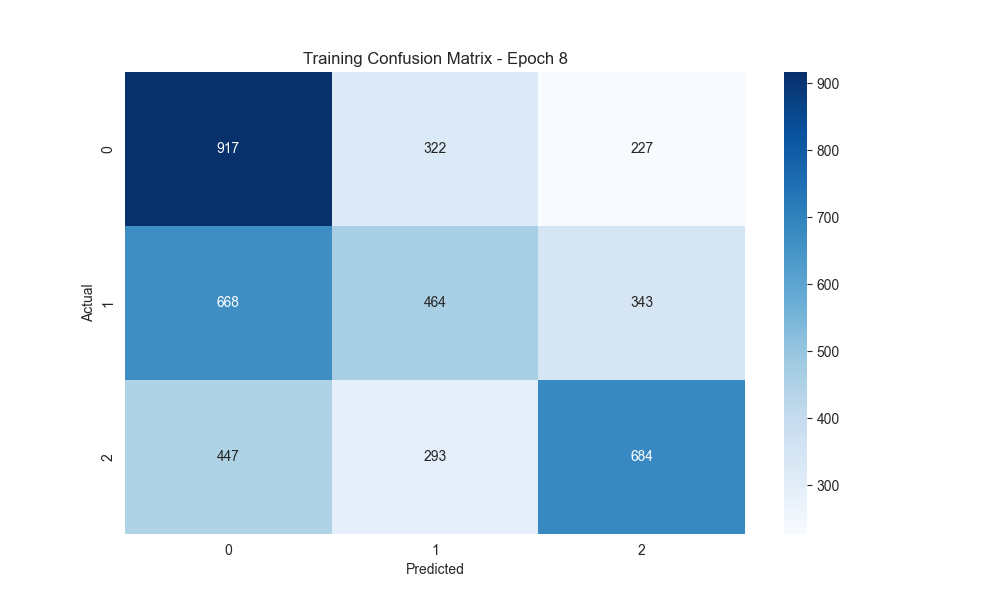 Training Confusion Matrix - Epoch 8
Actual
0
917 322 227
1
668 464 343
2
447 293 684
0 1 2
Predicted
900
800
700
600
500
400
300